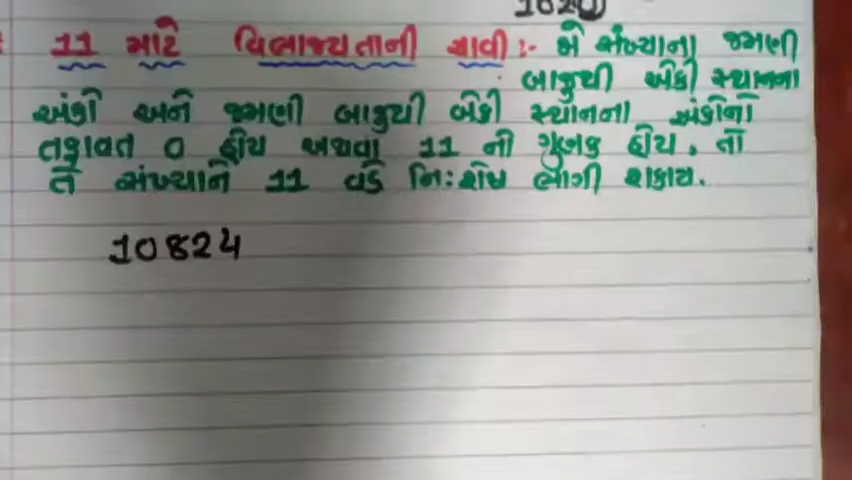 11 માટે વિભાજ્યતાની ચાવી :- જે સંખ્યાના જમણી
બાજુથી એકી સ્થાનના
અંકો અને જમણી બાજુથી બેકી સ્થાનના અંકોનો
તફાવત 0 હોય અથવા 11 નો ગુણક હોય, તો
તે સંખ્યાને 11 વડે નિ:શેષ ભાગી શકાય.
10824